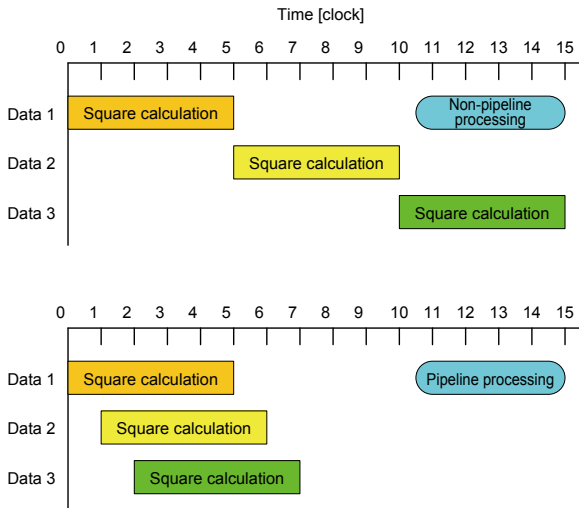 Time [clock]
0 1 2 3 4 5 6 7 8 9 10 11 12 13 14 15
Data 1 Square calculation Non-pipeline
processing
Data 2 Square calculation
Data 3 Square calculation
0 1 2 3 4 5 6 7 8 9 10 11 12 13 14 15
Data 1 Square calculation Pipeline processing
Data 2 Square calculation
Data 3 Square calculation